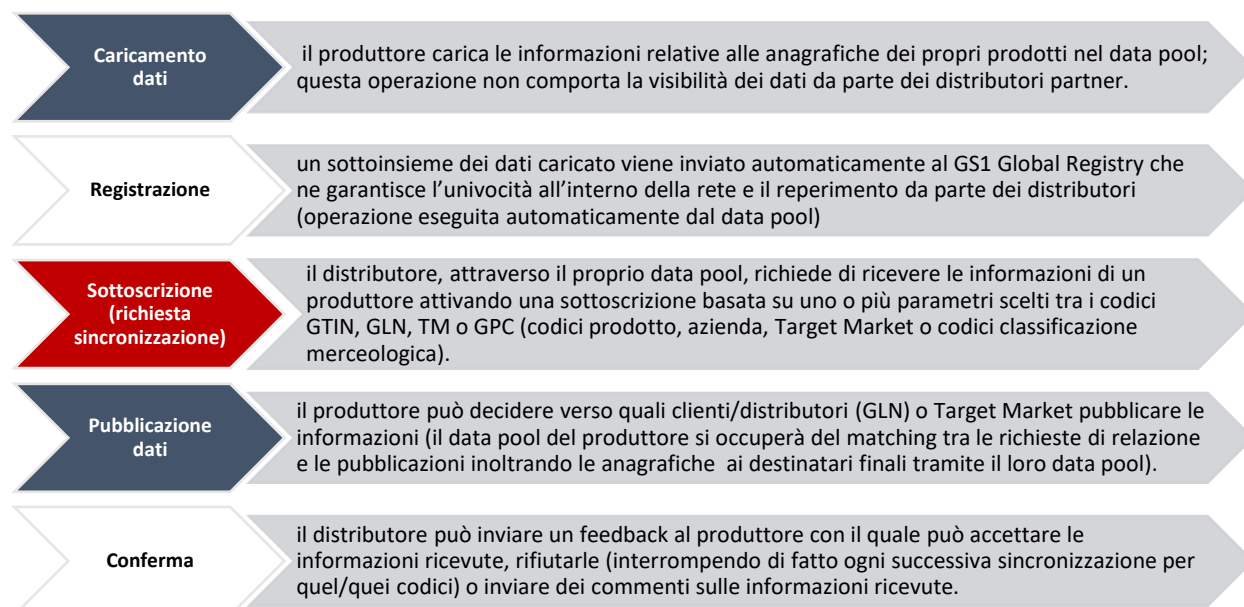 Caricamento
dati
il produttore carica le informazioni relative alle anagrafiche dei propri prodotti nel data pool;
questa operazione non comporta la visibilità dei dati da parte dei distributori partner.
Registrazione
un sottoinsieme dei dati caricato viene inviato automaticamente al GS1 Global Registry che
ne garantisce l’univocità all’interno della rete e il reperimento da parte dei distributori
(operazione eseguita automaticamente dal data pool)
Sottoscrizione
(richiesta
sincronizzazione)
il distributore, attraverso il proprio data pool, richiede di ricevere le informazioni di un
produttore attivando una sottoscrizione basata su uno o più parametri scelti tra i codici
GTIN, GLN, TM o GPC (codici prodotto, azienda, Target Market o codici classificazione
merceologica).
Pubblicazione
dati
il produttore può decidere verso quali clienti/distributori (GLN) o Target Market pubblicare le
informazioni (il data pool del produttore si occuperà del matching tra le richieste di relazione
e le pubblicazioni inoltrando le anagrafiche ai destinatari finali tramite il loro data pool).
Conferma
il distributore può inviare un feedback al produttore con il quale può accettare le
informazioni ricevute, rifiutarle (interrompendo di fatto ogni successiva sincronizzazione per
quel/quei codici) o inviare dei commenti sulle informazioni ricevute.